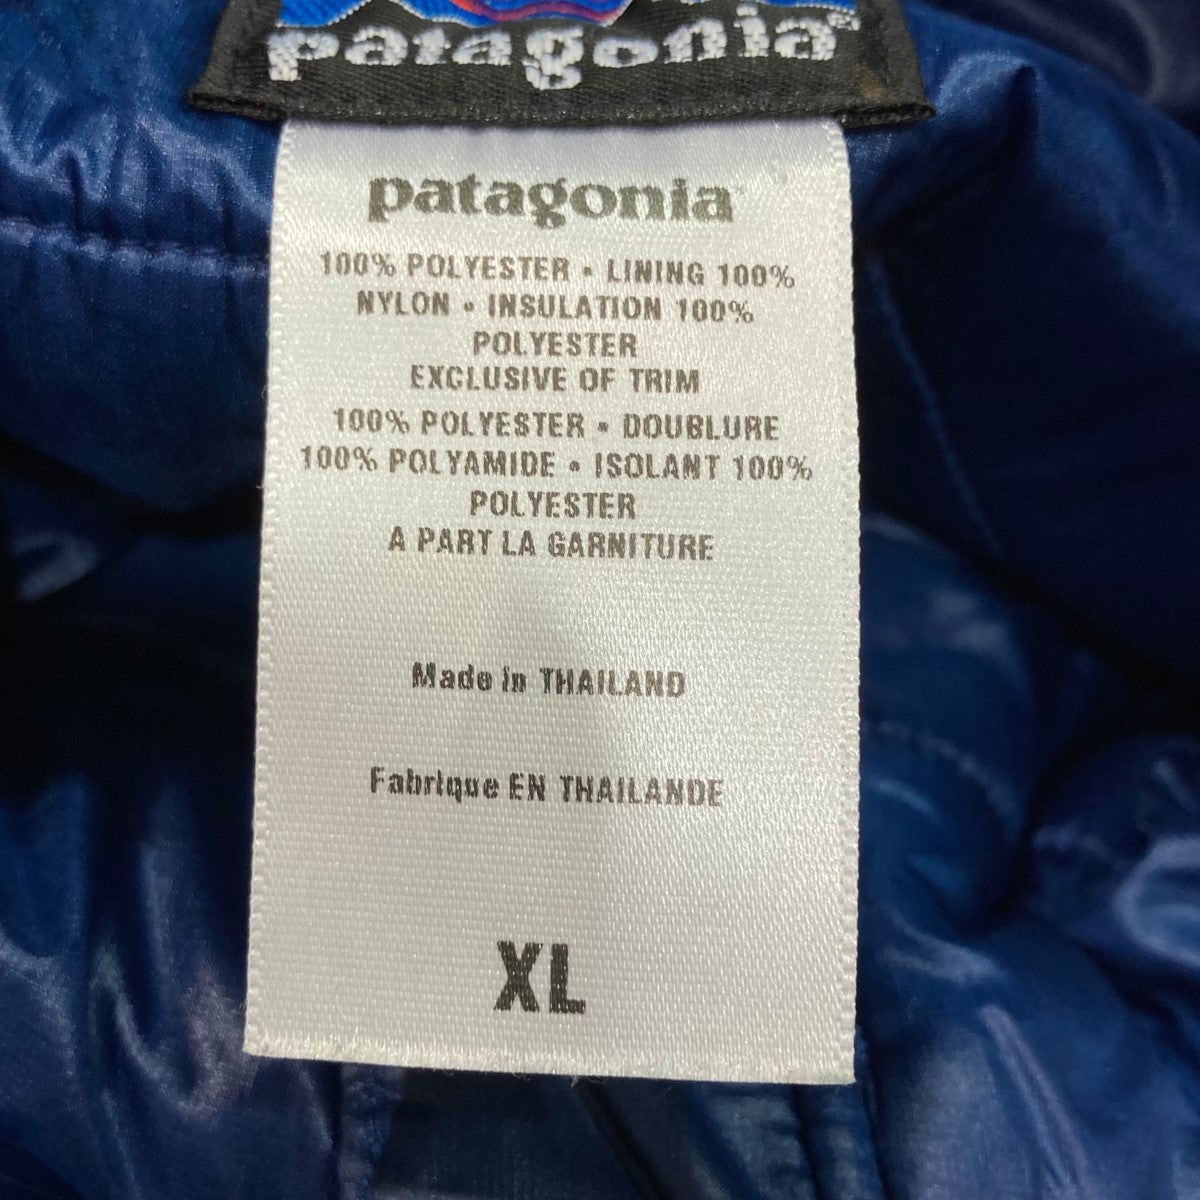 patagonia®
patagonia
100% POLYESTER • LINING 100%
NYLON • INSULATION 100%
POLYESTER
EXCLUSIVE OF TRIM
100% POLYESTER • DOUBLURE
100% POLYAMIDE • ISOLANT 100%
POLYESTER
A PART LA GARNITURE
Made in THAILAND
Fabrique EN THAILANDE
XL